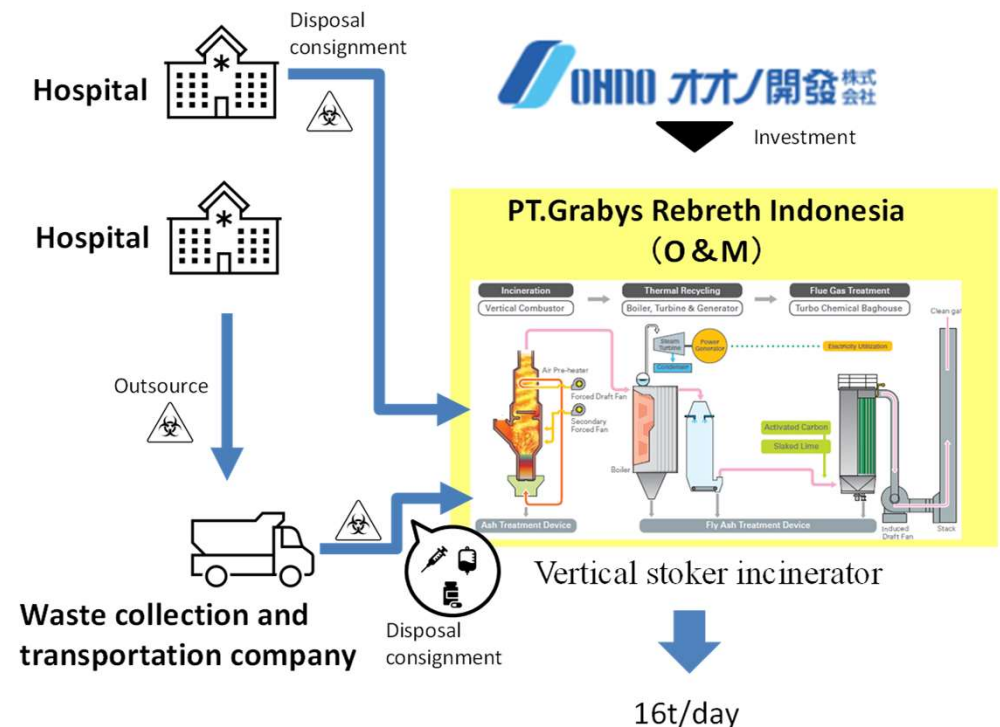 Disposal
consignment
Hospital
OHNO オオノ開發 株式
会社
Investment
Hospital
PT.Grabys Rebreth Indonesia
（O＆M）
Incineration
Vertical Combustor
Thermal Recycling
Boiler, Turbine & Generator
Flue Gas Treatment
Turbo Chemical Baghouse
Clean gas
Steam
Turbine
Power
Generator
Electricity Utilization
Condenser
Air Pre-heater
Forced Draft Fan
Secondary
Forced Fan
Activated Carbon
Slaked Lime
Boiler
Ash Treatment Device
Fly Ash Treatment Device
Induced
Draft Fan
Stack
Outsource
Vertical stoker incinerator
Waste collection and
transportation company
Disposal
consignment
16t/day